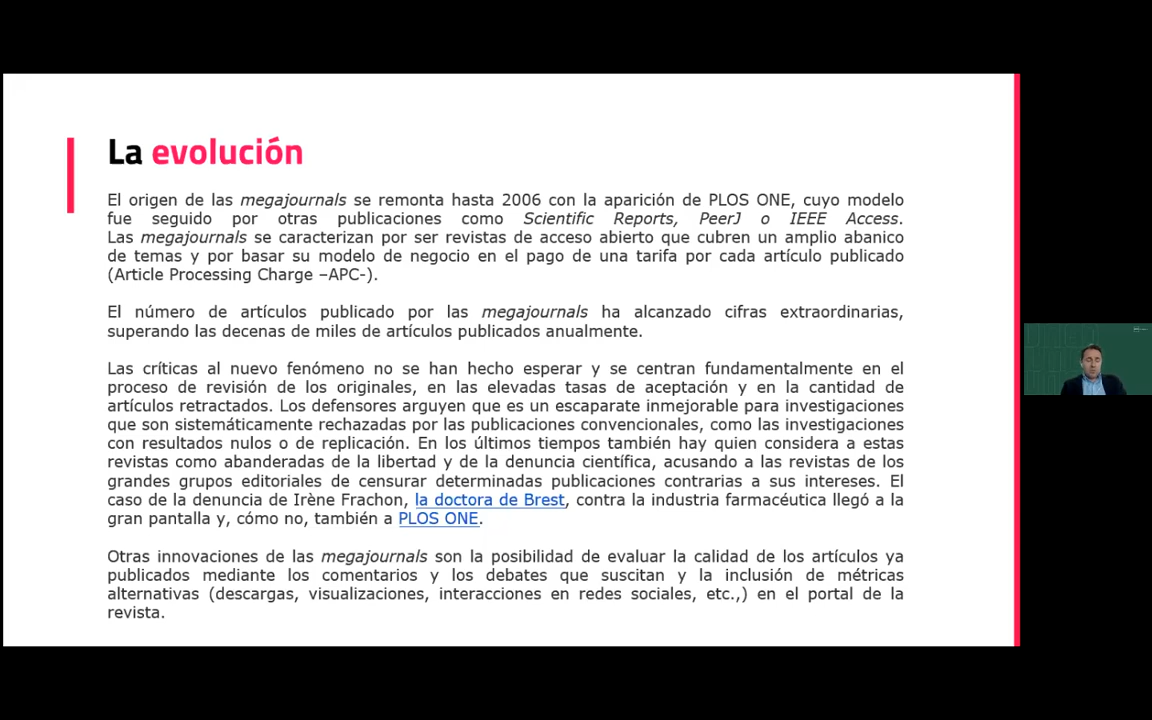 La evolución
El origen de las megajournals se remonta hasta 2006 con la aparición de PLOS ONE, cuyo modelo
fue seguido por otras publicaciones como Scientific Reports, PeerJ o IEEE Access.
Las megajournals se caracterizan por ser revistas de acceso abierto que cubren un amplio abanico
de temas y por basar su modelo de negocio en el pago de una tarifa por cada artículo publicado
(Article Processing Charge –APC-).
El número de artículos publicado por las megajournals ha alcanzado cifras extraordinarias,
superando las decenas de miles de artículos publicados anualmente.
Las críticas al nuevo fenómeno no se han hecho esperar y se centran fundamentalmente en el
proceso de revisión de los originales, en las elevadas tasas de aceptación y en la cantidad de
artículos retractados. Los defensores arguyen que es un escaparate inmejorable para investigaciones
que son sistemáticamente rechazadas por las publicaciones convencionales, como las investigaciones
con resultados nulos o de replicación. En los últimos tiempos también hay quien considera a estas
revistas como abanderadas de la libertad y de la denuncia científica, acusando a las revistas de los
grandes grupos editoriales de censurar determinadas publicaciones contrarias a sus intereses. El
caso de la denuncia de Irène Frachon, la doctora de Brest, contra la industria farmacéutica llegó a la
gran pantalla y, cómo no, también a PLOS ONE.
Otras innovaciones de las megajournals son la posibilidad de evaluar la calidad de los artículos ya
publicados mediante los comentarios y los debates que suscitan y la inclusión de métricas
alternativas (descargas, visualizaciones, interacciones en redes sociales, etc.,) en el portal de la
revista.